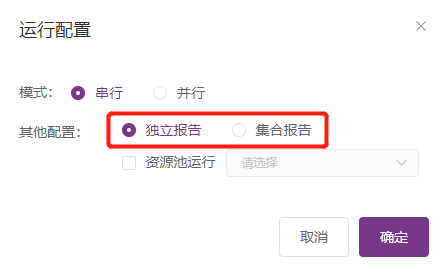 运行配置
模式： 串行 并行
其他配置： 独立报告 集合报告
资源池运行 请选择
取消 确定